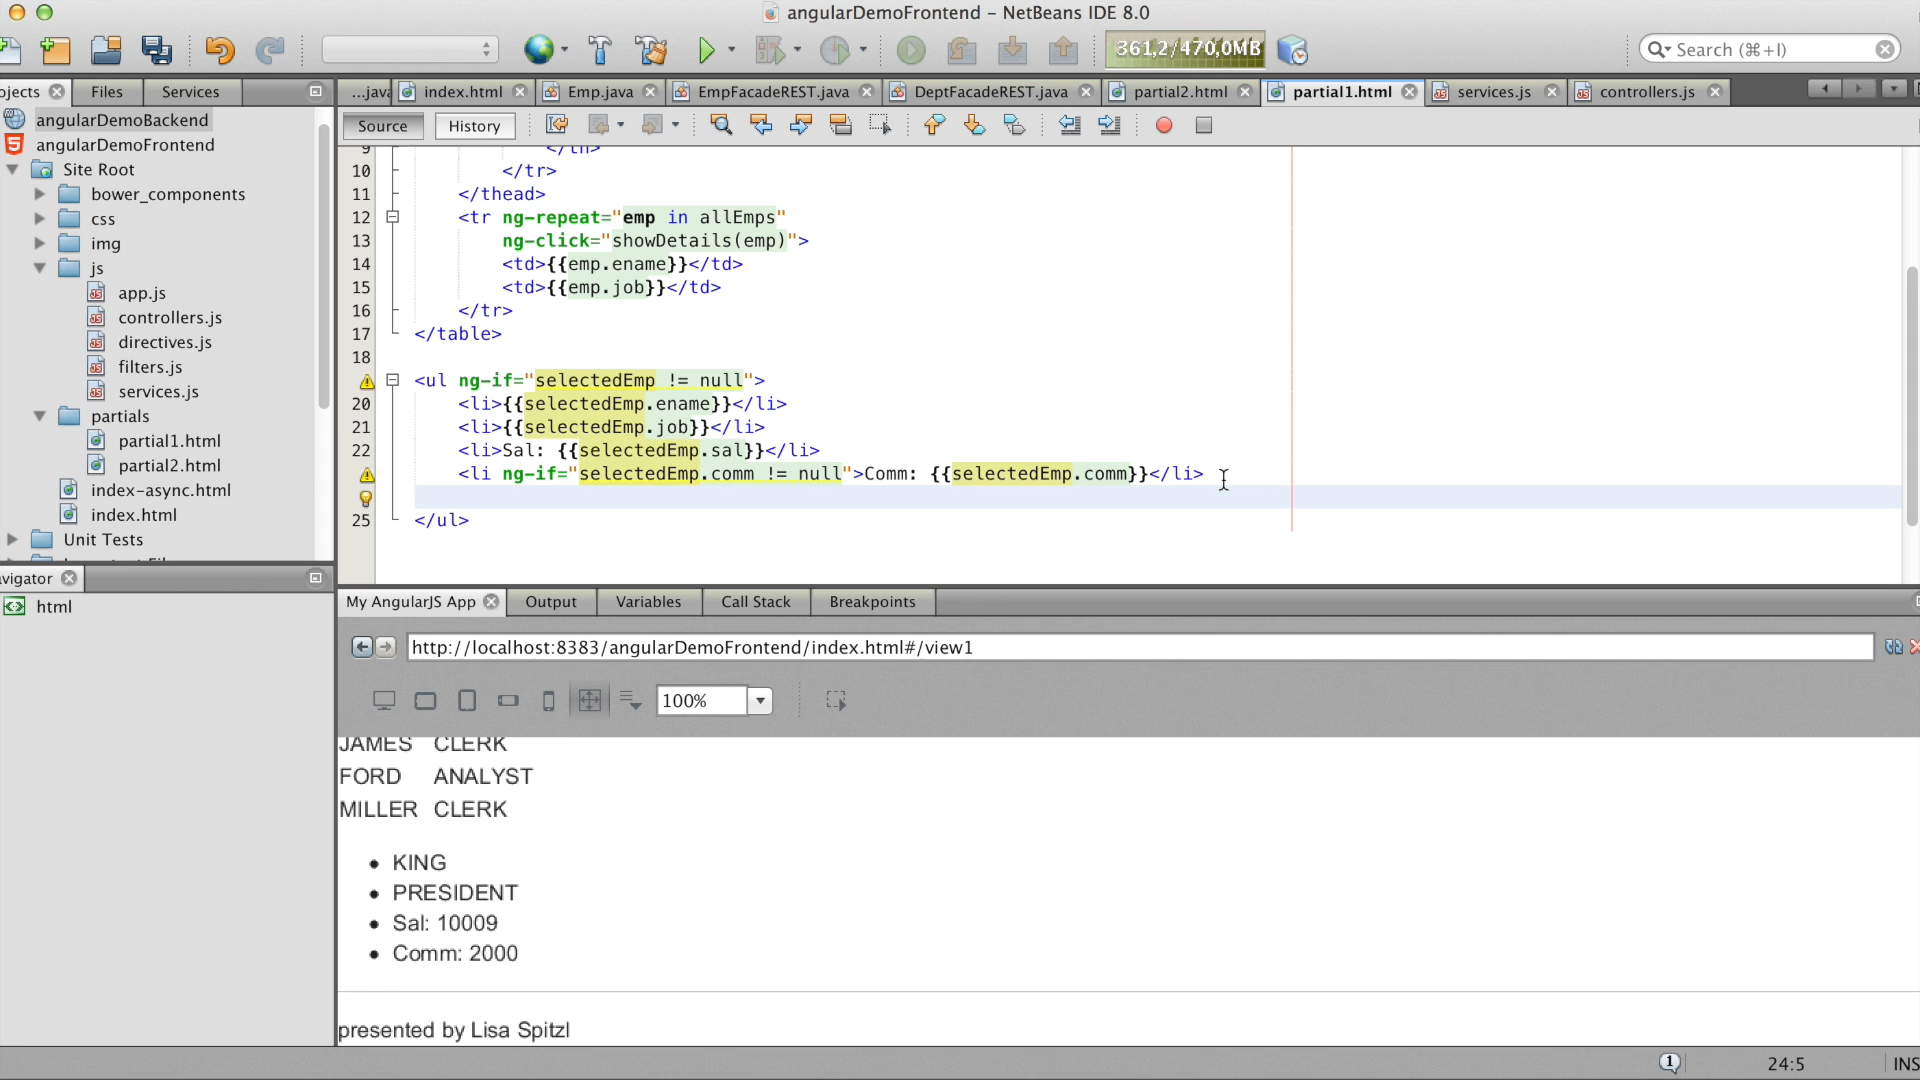 angularDemoFrontend – NetBeans IDE 8.0
361,2/470,0MB
Search (⌘+I)
ojects
Files
Services
...java
index.html
Emp.java
EmpFacadeREST.java
DeptFacadeREST.java
partial2.html
partial1.html
services.js
controllers.js
Source
History
angularDemoBackend
angularDemoFrontend
Site Root
bower_components
css
img
js
app.js
controllers.js
directives.js
filters.js
services.js
partials
partial1.html
partial2.html
index-async.html
index.html
Unit Tests
avigator
html
9 </th>
10 </tr>
11 </thead>
12 <tr ng-repeat="emp in allEmps"
13 ng-click="showDetails(emp)">
14 <td>{{emp.ename}}</td>
15 <td>{{emp.job}}</td>
16 </tr>
17 </table>
18
<ul ng-if="selectedEmp != null">
20 <li>{{selectedEmp.ename}}</li>
21 <li>{{selectedEmp.job}}</li>
22 <li>Sal: {{selectedEmp.sal}}</li>
<li ng-if="selectedEmp.comm != null">Comm: {{selectedEmp.comm}}</li>
25 </ul>
My AngularJS App
Output
Variables
Call Stack
Breakpoints
http://localhost:8383/angularDemoFrontend/index.html#/view1
100%
JAMES CLERK
FORD ANALYST
MILLER CLERK
• KING
• PRESIDENT
• Sal: 10009
• Comm: 2000
presented by Lisa Spitzl
1
24:5
INS